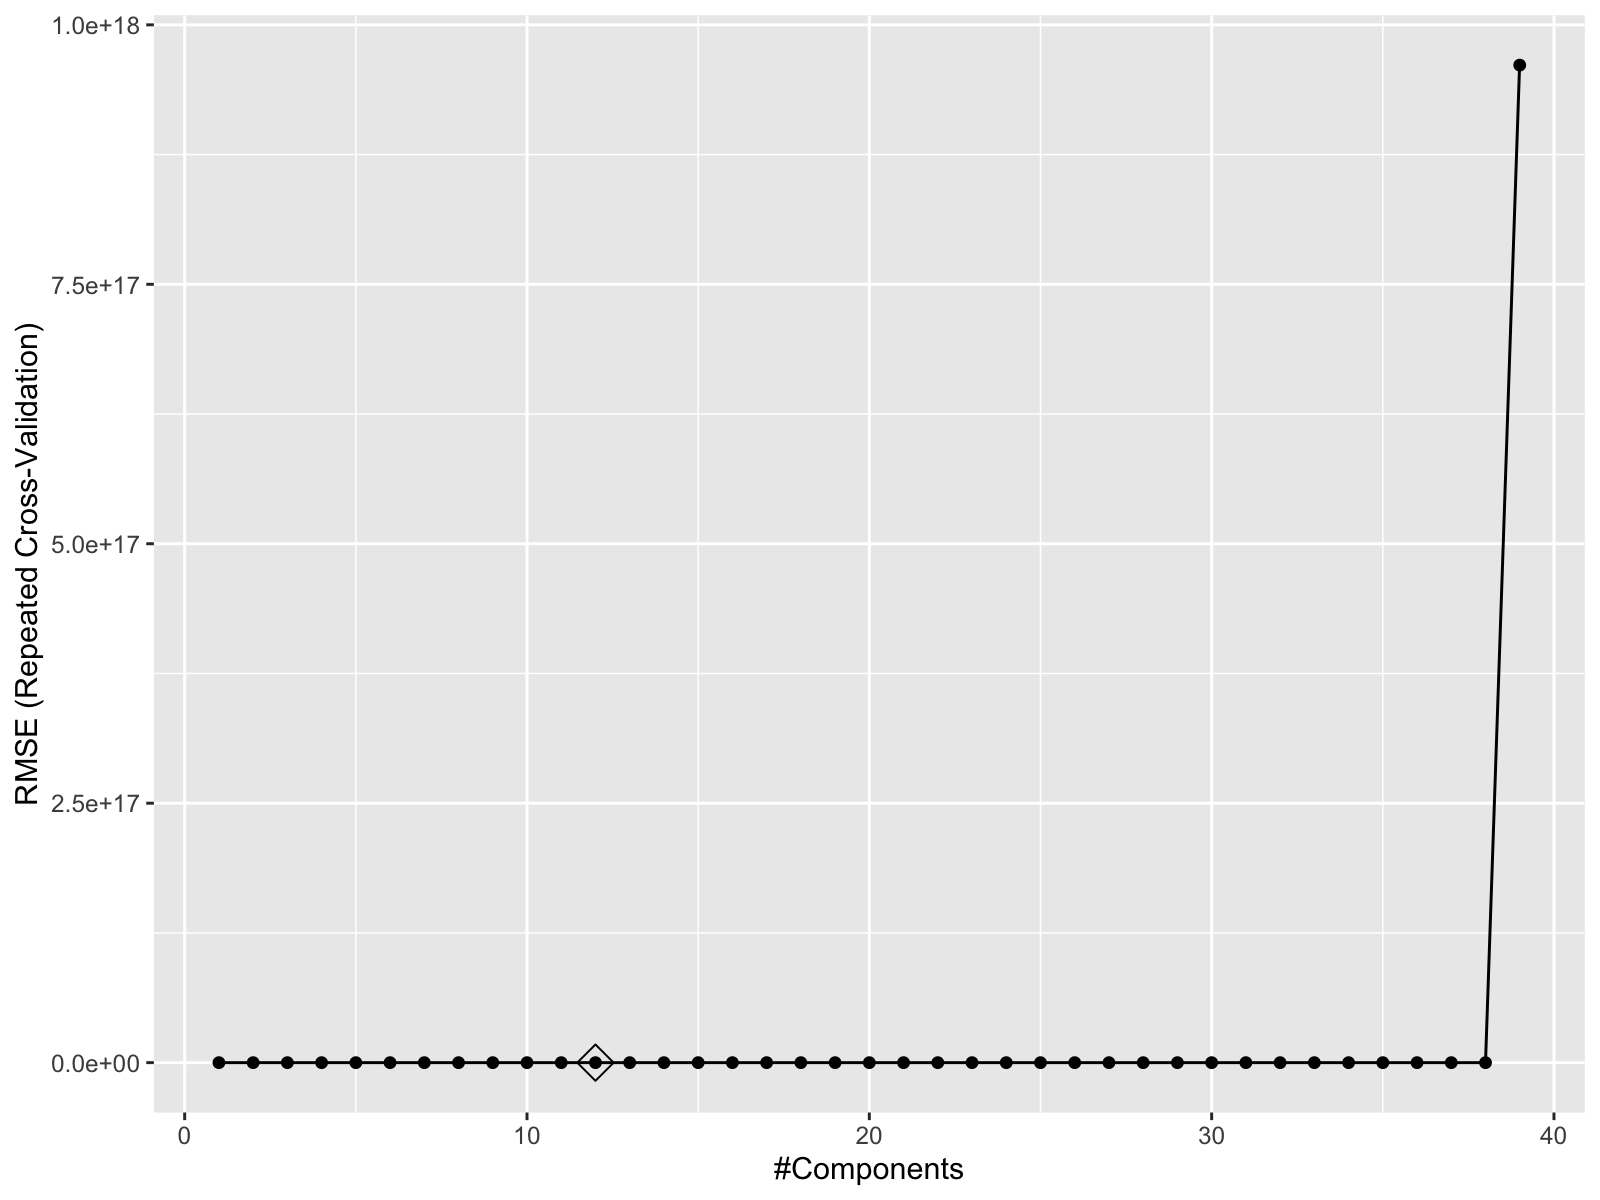 1.0e+18
7.5e+17
5.0e+17
2.5e+17
0.0e+00
RMSE (Repeated Cross-Validation)
0 10 20 30 40
#Components